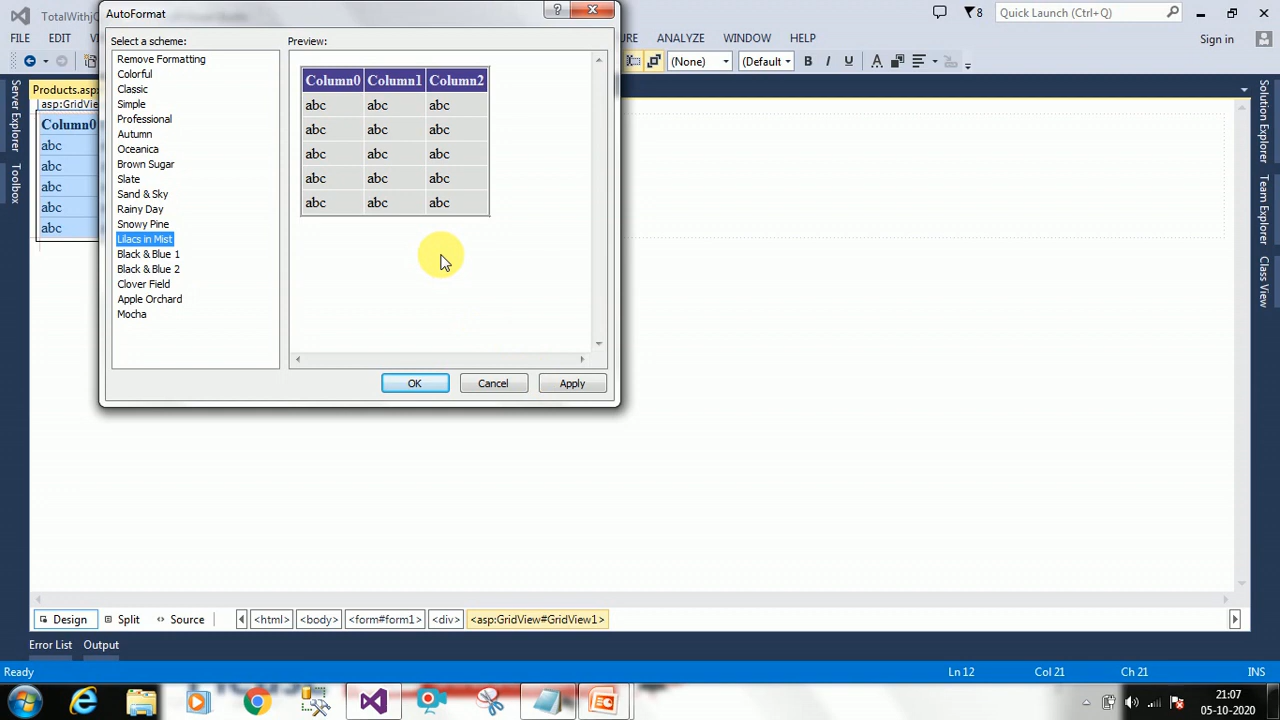 TotalWithj
AutoFormat
?
8
Quick Launch (Ctrl+Q)
FILE
EDIT
ANALYZE
WINDOW
HELP
Sign in
(None)
(Default
B I U A
Select a scheme:
Preview:
Remove Formatting
Colorful
Classic
Simple
Professional
Autumn
Oceanica
Brown Sugar
Slate
Sand & Sky
Rainy Day
Snowy Pine
Lilacs in Mist
Black & Blue 1
Black & Blue 2
Clover Field
Apple Orchard
Mocha
Column0 Column1 Column2
abc abc abc
abc abc abc
abc abc abc
abc abc abc
abc abc abc
OK
Cancel
Apply
Products.asp
asp:GridVie
Column0
abc
abc
abc
abc
abc
Server Explorer
Toolbox
Solution Explorer
Team Explorer
Class View
Design
Split
Source
<html>
<body>
<form#form1>
<div>
<asp:GridView#GridView1>
Error List
Output
Ready
Ln 12
Col 21
Ch 21
INS
21:07
05-10-2020